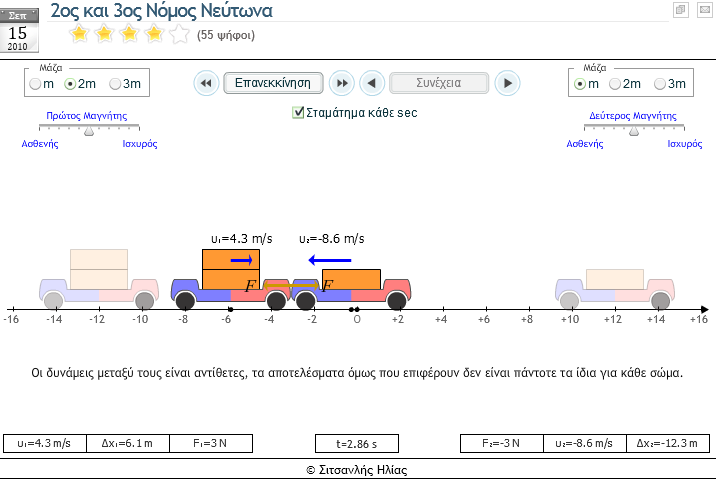 Σεπ
15
2010
2ος και 3ος Νόμος Νεύτωνα
(55 ψήφοι)
Μάζα
m 2m 3m
Επανεκκίνηση
Συνέχεια
Μάζα
m 2m 3m
Σταμάτημα κάθε sec
Πρώτος Μαγνήτης
Ασθενής Ισχυρός
Δεύτερος Μαγνήτης
Ασθενής Ισχυρός
υ₁=4.3 m/s υ₂=-8.6 m/s
F F
-16 -14 -12 -10 -8 -6 -4 -2 0 +2 +4 +6 +8 +10 +12 +14 +16
Οι δυνάμεις μεταξύ τους είναι αντίθετες, τα αποτελέσματα όμως που επιφέρουν δεν είναι πάντοτε τα ίδια για κάθε σώμα.
υ₁=4.3 m/s Δx₁=6.1 m F₁=3 N t=2.86 s F₂=-3 N υ₂=-8.6 m/s Δx₂=-12.3 m
© Σιτσανλής Ηλίας